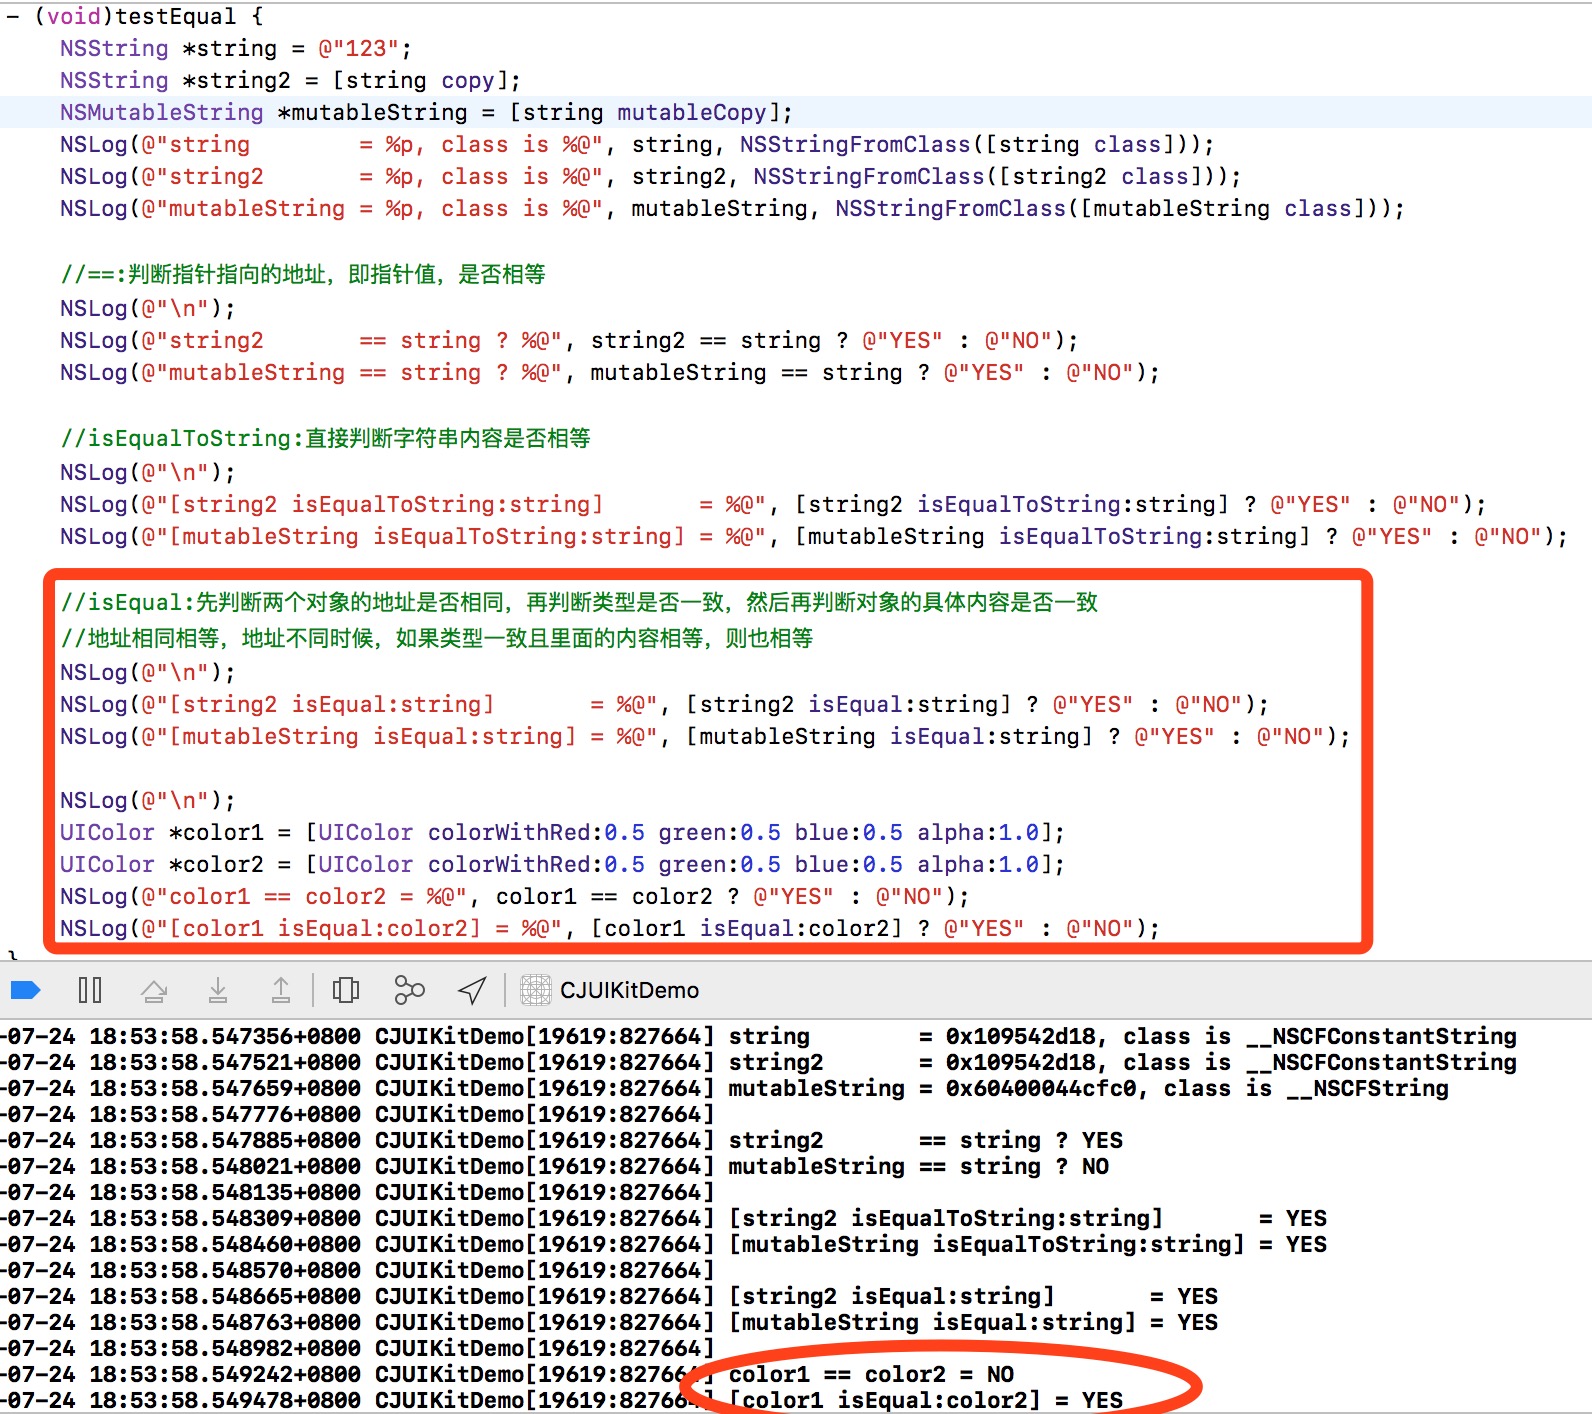 - (void)testEqual {
    NSString *string = @"123";
    NSString *string2 = [string copy];
    NSMutableString *mutableString = [string mutableCopy];
    NSLog(@"string        = %p, class is %@", string, NSStringFromClass([string class]));
    NSLog(@"string2       = %p, class is %@", string2, NSStringFromClass([string2 class]));
    NSLog(@"mutableString = %p, class is %@", mutableString, NSStringFromClass([mutableString class]));
    //==:判断指针指向的地址，即指针值，是否相等
    NSLog(@"\n");
    NSLog(@"string2       == string ? %@", string2 == string ? @"YES" : @"NO");
    NSLog(@"mutableString == string ? %@", mutableString == string ? @"YES" : @"NO");
    //isEqualToString:直接判断字符串内容是否相等
    NSLog(@"\n");
    NSLog(@"[string2 isEqualToString:string]       = %@", [string2 isEqualToString:string] ? @"YES" : @"NO");
    NSLog(@"[mutableString isEqualToString:string] = %@", [mutableString isEqualToString:string] ? @"YES" : @"NO");
    //isEqual:先判断两个对象的地址是否相同，再判断类型是否一致，然后再判断对象的具体内容是否一致
    //地址相同相等，地址不同时候，如果类型一致且里面的内容相等，则也相等
    NSLog(@"\n");
    NSLog(@"[string2 isEqual:string]       = %@", [string2 isEqual:string] ? @"YES" : @"NO");
    NSLog(@"[mutableString isEqual:string] = %@", [mutableString isEqual:string] ? @"YES" : @"NO");
    NSLog(@"\n");
    UIColor *color1 = [UIColor colorWithRed:0.5 green:0.5 blue:0.5 alpha:1.0];
    UIColor *color2 = [UIColor colorWithRed:0.5 green:0.5 blue:0.5 alpha:1.0];
    NSLog(@"color1 == color2 = %@", color1 == color2 ? @"YES" : @"NO");
    NSLog(@"[color1 isEqual:color2] = %@", [color1 isEqual:color2] ? @"YES" : @"NO");
}
CJUIKitDemo
-07-24 18:53:58.547356+0800 CJUIKitDemo[19619:827664] string        = 0x109542d18, class is __NSCFConstantString
-07-24 18:53:58.547521+0800 CJUIKitDemo[19619:827664] string2       = 0x109542d18, class is __NSCFConstantString
-07-24 18:53:58.547659+0800 CJUIKitDemo[19619:827664] mutableString = 0x60400044cfc0, class is __NSCFString
-07-24 18:53:58.547776+0800 CJUIKitDemo[19619:827664]
-07-24 18:53:58.547885+0800 CJUIKitDemo[19619:827664] string2       == string ? YES
-07-24 18:53:58.548021+0800 CJUIKitDemo[19619:827664] mutableString == string ? NO
-07-24 18:53:58.548135+0800 CJUIKitDemo[19619:827664]
-07-24 18:53:58.548309+0800 CJUIKitDemo[19619:827664] [string2 isEqualToString:string]       = YES
-07-24 18:53:58.548460+0800 CJUIKitDemo[19619:827664] [mutableString isEqualToString:string] = YES
-07-24 18:53:58.548570+0800 CJUIKitDemo[19619:827664]
-07-24 18:53:58.548665+0800 CJUIKitDemo[19619:827664] [string2 isEqual:string]       = YES
-07-24 18:53:58.548763+0800 CJUIKitDemo[19619:827664] [mutableString isEqual:string] = YES
-07-24 18:53:58.548982+0800 CJUIKitDemo[19619:827664]
-07-24 18:53:58.549242+0800 CJUIKitDemo[19619:827664] color1 == color2 = NO
-07-24 18:53:58.549478+0800 CJUIKitDemo[19619:827664] [color1 isEqual:color2] = YES